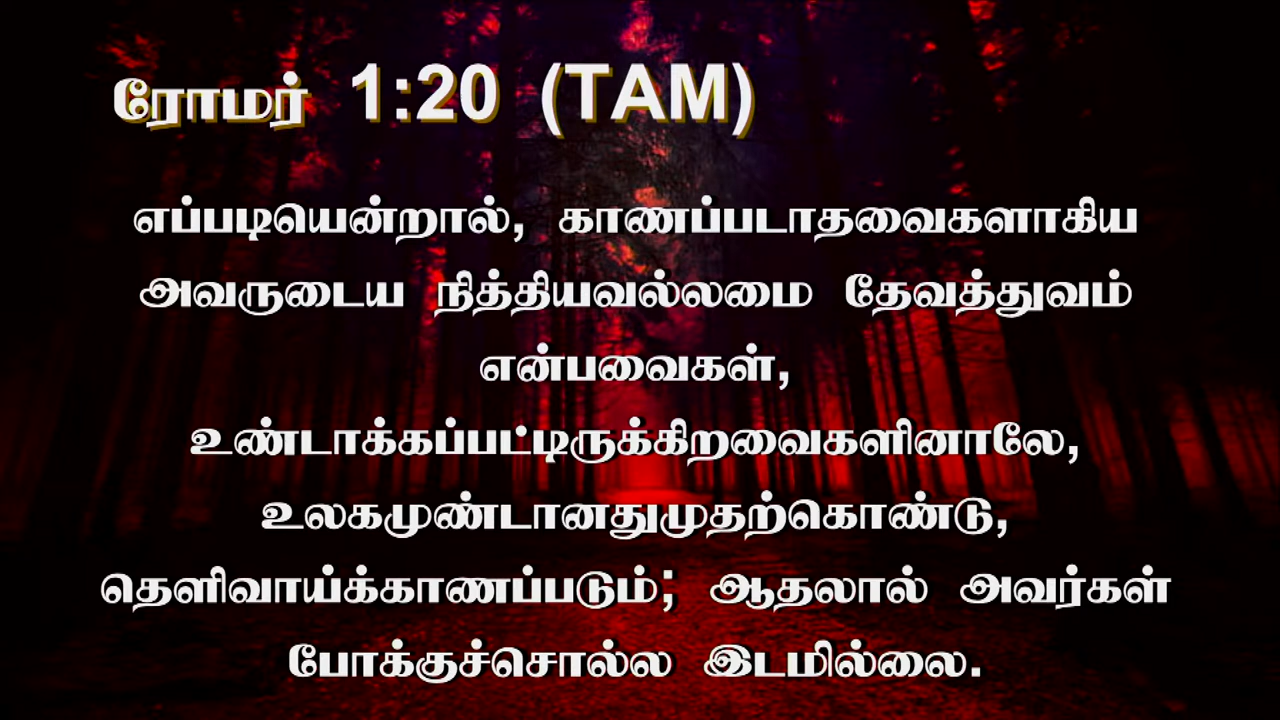 ரோமர் 1:20 (TAM)
எப்படியென்றால், காணப்படாதவைகளாகிய
அவருடைய நித்தியவல்லமை தேவத்துவம்
என்பவைகள்,
உண்டாக்கப்பட்டிருக்கிறவைகளினாலே,
உலகமுண்டானதுமுதற்கொண்டு,
தெளிவாய்க்காணப்படும்; ஆதலால் அவர்கள்
போக்குச்சொல்ல இடமில்லை.